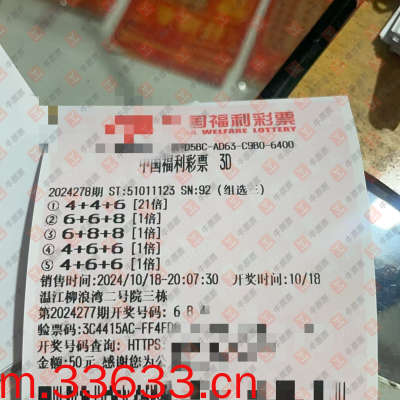 国福利彩票
WELFARE LOTTERY
D5BC-AD63-C9B0-6400
中国福利彩票 3D
2024278期 ST:51011123 SN:92 (组选三)
① 4+4+6 [21倍]
② 6+6+8 [1倍]
③ 6+8+8 [1倍]
④ 4+6+6 [1倍]
⑤ 4+6+6 [1倍]
销售时间:2024/10/18-20:07:30 开奖时间:10/18
温江柳浪湾二号院三栋
第2024277期开奖号码: 6 8
验票码:3C4415AC-FF4FD
开奖号码查询: HTTPS:
金额:50元 感谢您为公
m.33633.cn